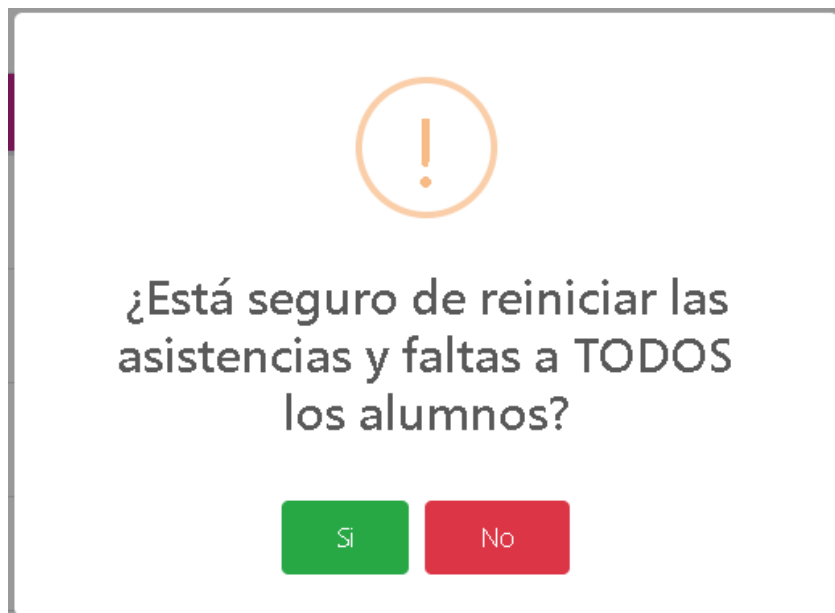 ¿Está seguro de reiniciar las
asistencias y faltas a TODOS
los alumnos?
Si
No